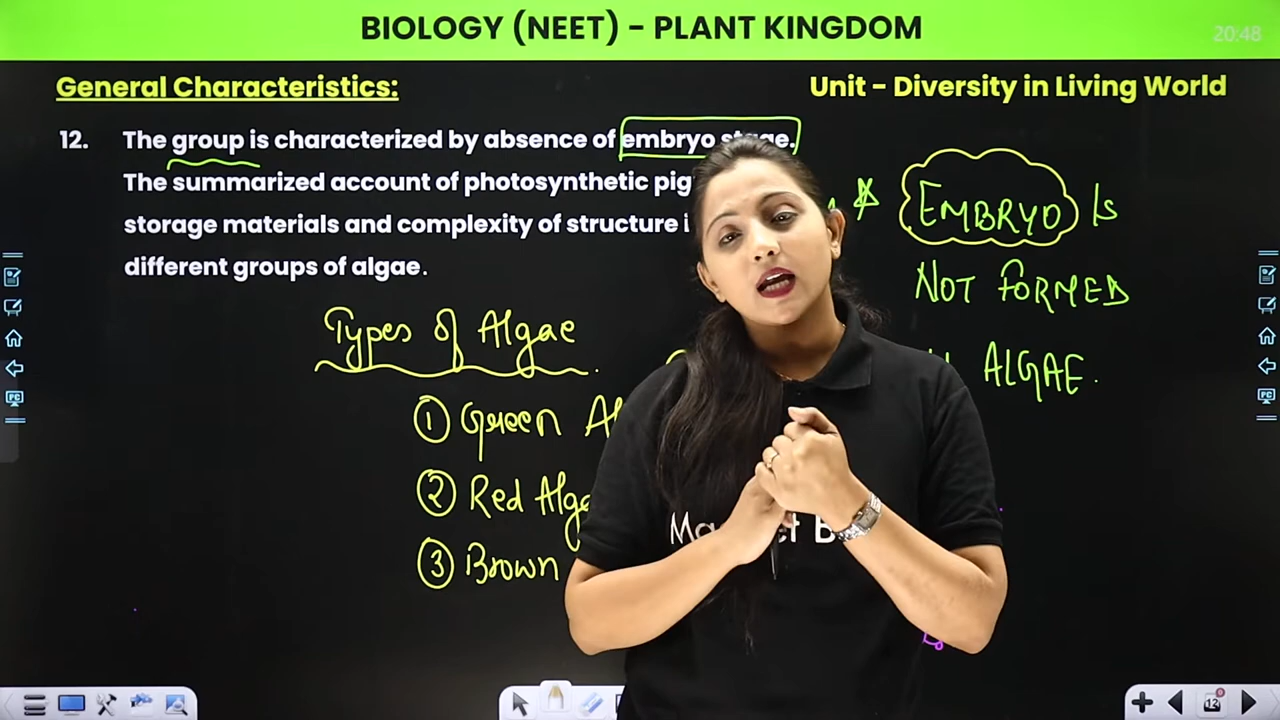 BIOLOGY (NEET) – PLANT KINGDOM
20:48
General Characteristics:
Unit – Diversity in Living World
12. The group is characterized by absence of embryo stage.
The summarized account of photosynthetic
storage materials and complexity of structure
different groups of algae.
* EMBRYO Is
NOT FORMED
ALGAE.
Types of Algae
① Green
② Red
③ Brown
12